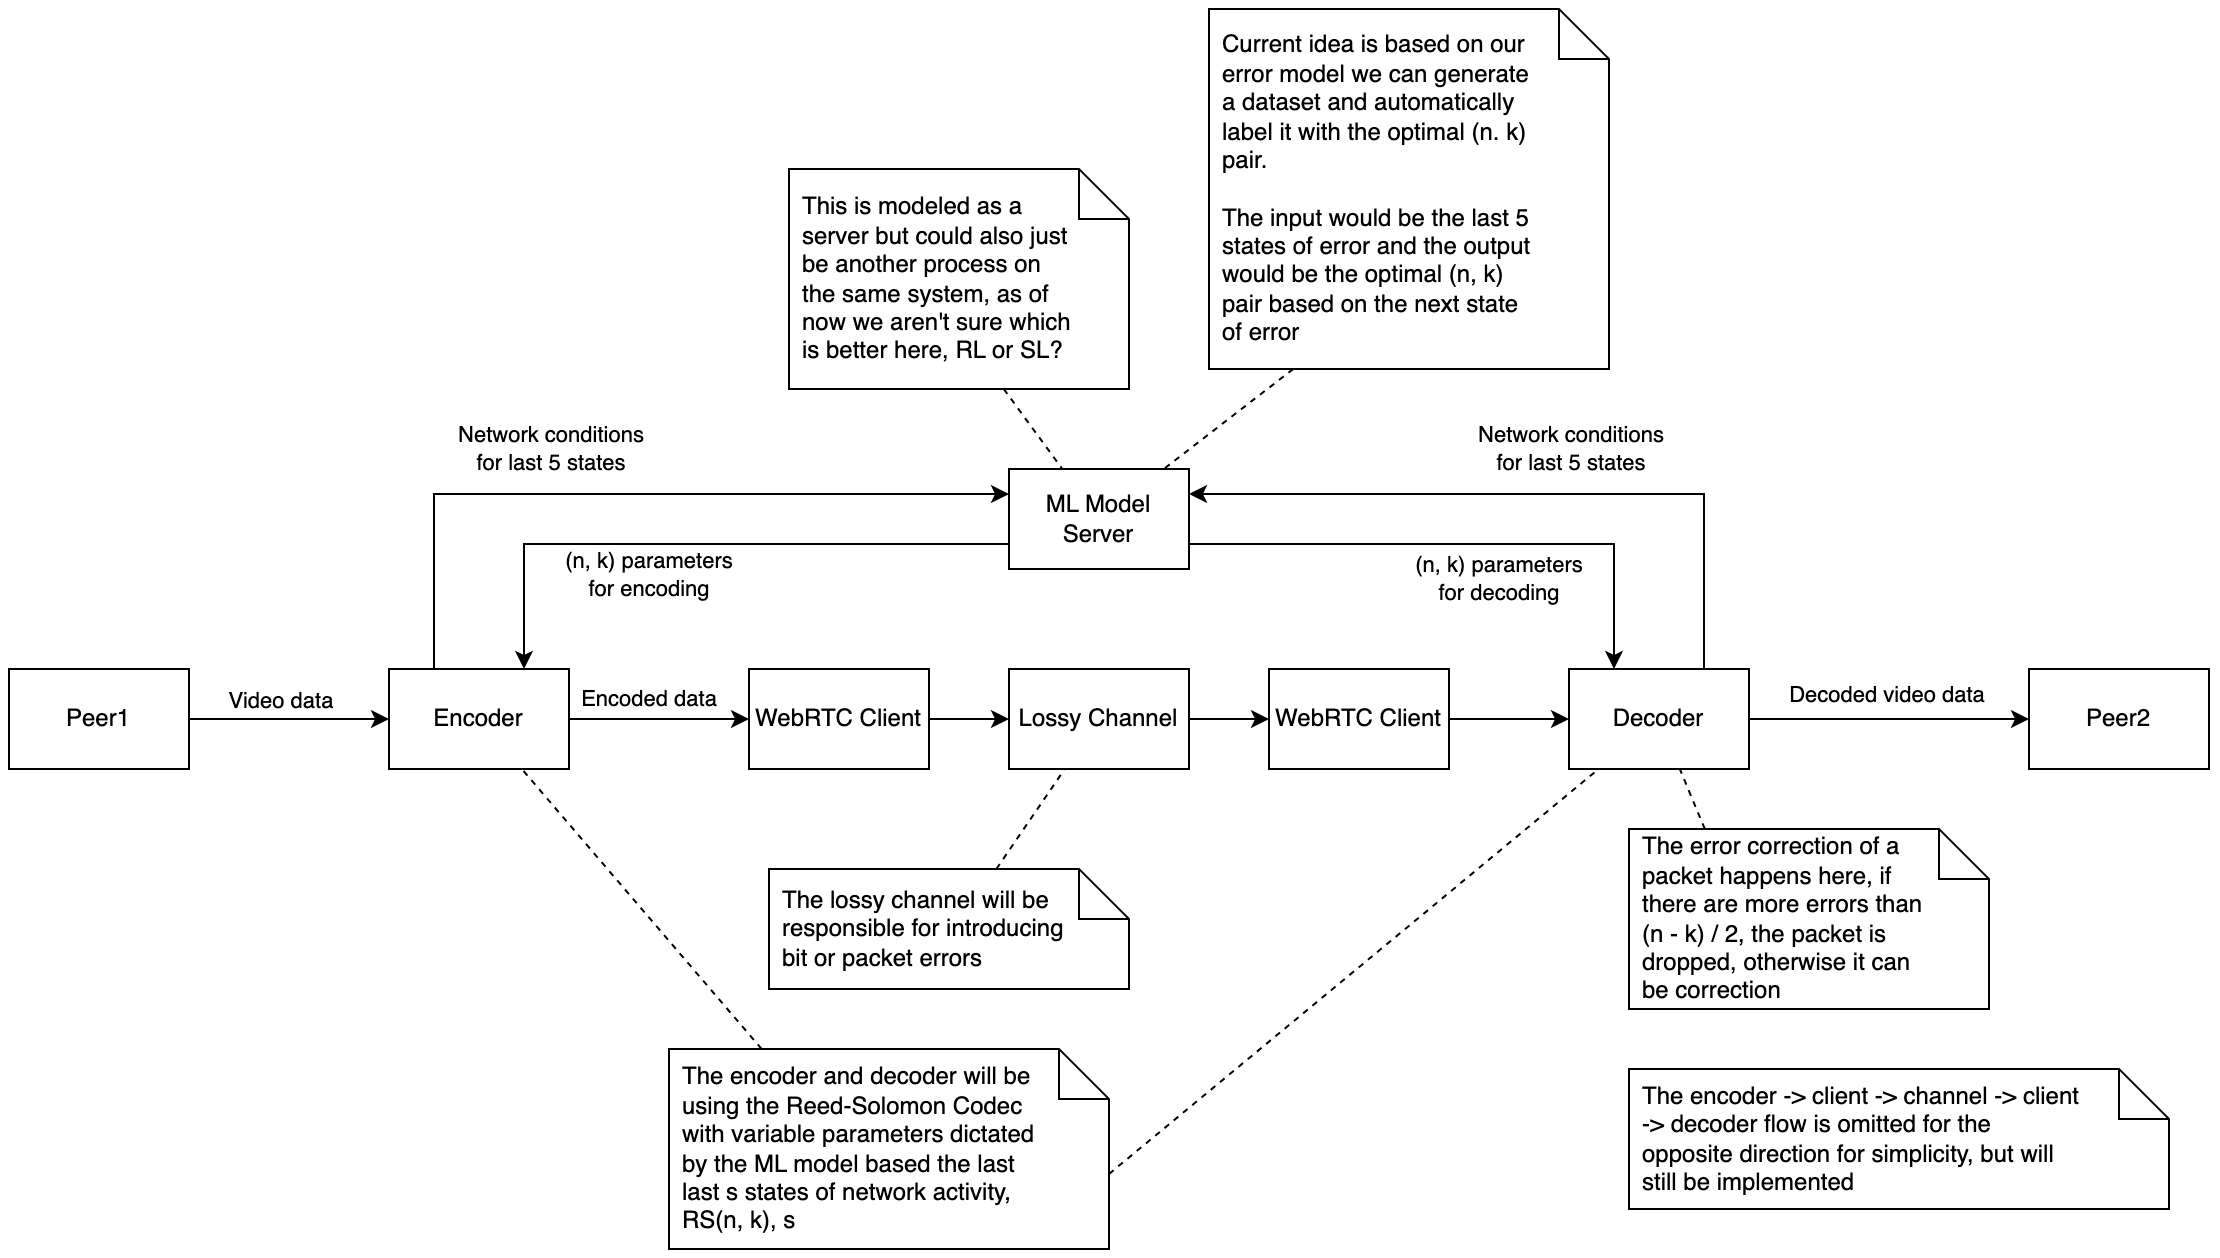 Current idea is based on our
error model we can generate
a dataset and automatically
label it with the optimal (n. k)
pair.
The input would be the last 5
states of error and the output
would be the optimal (n, k)
pair based on the next state
of error
This is modeled as a
server but could also just
be another process on
the same system, as of
now we aren't sure which
is better here, RL or SL?
Network conditions
for last 5 states
Network conditions
for last 5 states
ML Model
Server
(n, k) parameters
for encoding
(n, k) parameters
for decoding
Peer1
Video data
Encoder
Encoded data
WebRTC Client
Lossy Channel
WebRTC Client
Decoder
Decoded video data
Peer2
The lossy channel will be
responsible for introducing
bit or packet errors
The error correction of a
packet happens here, if
there are more errors than
(n - k) / 2, the packet is
dropped, otherwise it can
be correction
The encoder and decoder will be
using the Reed-Solomon Codec
with variable parameters dictated
by the ML model based the last
last s states of network activity,
RS(n, k), s
The encoder -> client -> channel -> client
-> decoder flow is omitted for the
opposite direction for simplicity, but will
still be implemented